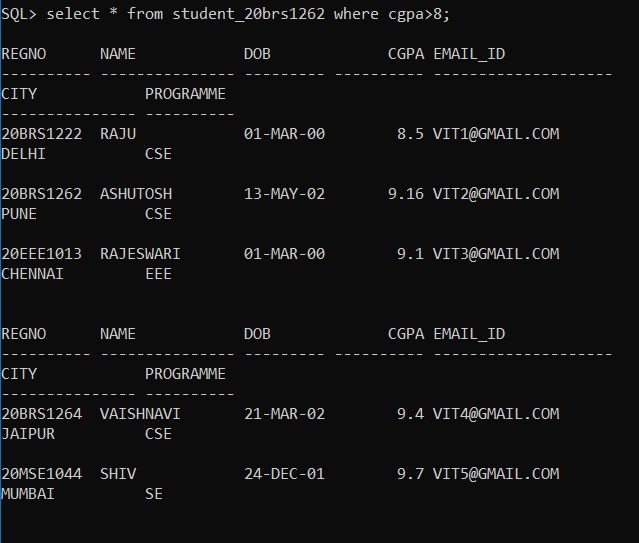 SQL> select * from student_20brs1262 where cgpa>8;
REGNO      NAME            DOB             CGPA EMAIL_ID
---------- --------------- --------- ---------- --------------------
CITY            PROGRAMME
--------------- ----------
20BRS1222  RAJU            01-MAR-00        8.5 VIT1@GMAIL.COM
DELHI           CSE
20BRS1262  ASHUTOSH        13-MAY-02       9.16 VIT2@GMAIL.COM
PUNE            CSE
20EEE1013  RAJESWARI       01-MAR-00        9.1 VIT3@GMAIL.COM
CHENNAI         EEE
REGNO      NAME            DOB             CGPA EMAIL_ID
---------- --------------- --------- ---------- --------------------
CITY            PROGRAMME
--------------- ----------
20BRS1264  VAISHNAVI       21-MAR-02        9.4 VIT4@GMAIL.COM
JAIPUR          CSE
20MSE1044  SHIV            24-DEC-01        9.7 VIT5@GMAIL.COM
MUMBAI          SE